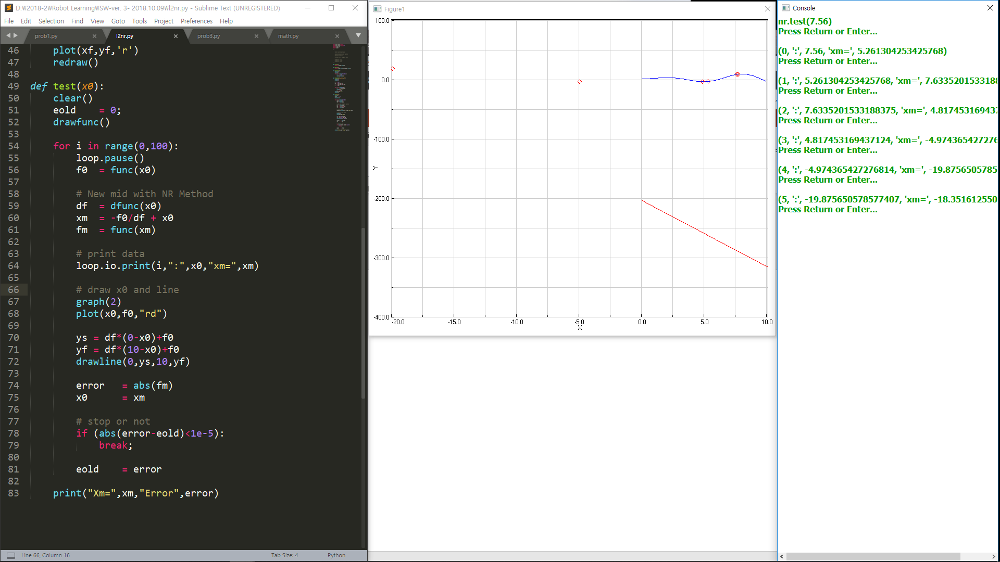 D:₩2018-2₩Robot Learning₩SW-ver. 3- 2018.10.09₩l2nr.py - Sublime Text (UNREGISTERED)
File Edit Selection Find View Goto Tools Project Preferences Help
prob1.py l2nr.py prob3.py math.py
46 plot(xf,yf,'r')
47 redraw()
48
49 def test(x0):
50 clear()
51 eold = 0;
52 drawfunc()
53
54 for i in range(0,100):
55 loop.pause()
56 f0 = func(x0)
57
58 # New mid with NR Method
59 df = dfunc(x0)
60 xm = -f0/df + x0
61 fm = func(xm)
62
63 # print data
64 loop.io.print(i,":",x0,"xm=",xm)
65
66 # draw x0 and line
67 graph(2)
68 plot(x0,f0,"rd")
69
70 ys = df*(0-x0)+f0
71 yf = df*(10-x0)+f0
72 drawline(0,ys,10,yf)
73
74 error = abs(fm)
75 x0 = xm
76
77 # stop or not
78 if (abs(error-eold)<1e-5):
79 break;
80
81 eold = error
82
83 print("Xm=",xm,"Error",error)
Line 66, Column 16 Tab Size: 4 Python
Figure1
100.0
0.0
-100.0
Y
-200.0
-300.0
-400.0
-20.0 -15.0 -10.0 -5.0 0.0 5.0 10.0
X
Console
nr.test(7.56)
Press Return or Enter...
(0, ':', 7.56, 'xm=', 5.261304253425768)
Press Return or Enter...
(1, ':', 5.261304253425768, 'xm=', 7.6335201533188
Press Return or Enter...
(2, ':', 7.6335201533188375, 'xm=', 4.817453169437
Press Return or Enter...
(3, ':', 4.817453169437124, 'xm=', -4.974365427276
Press Return or Enter...
(4, ':', -4.974365427276814, 'xm=', -19.8756505785
Press Return or Enter...
(5, ':', -19.875650578577407, 'xm=', -18.351612550
Press Return or Enter...